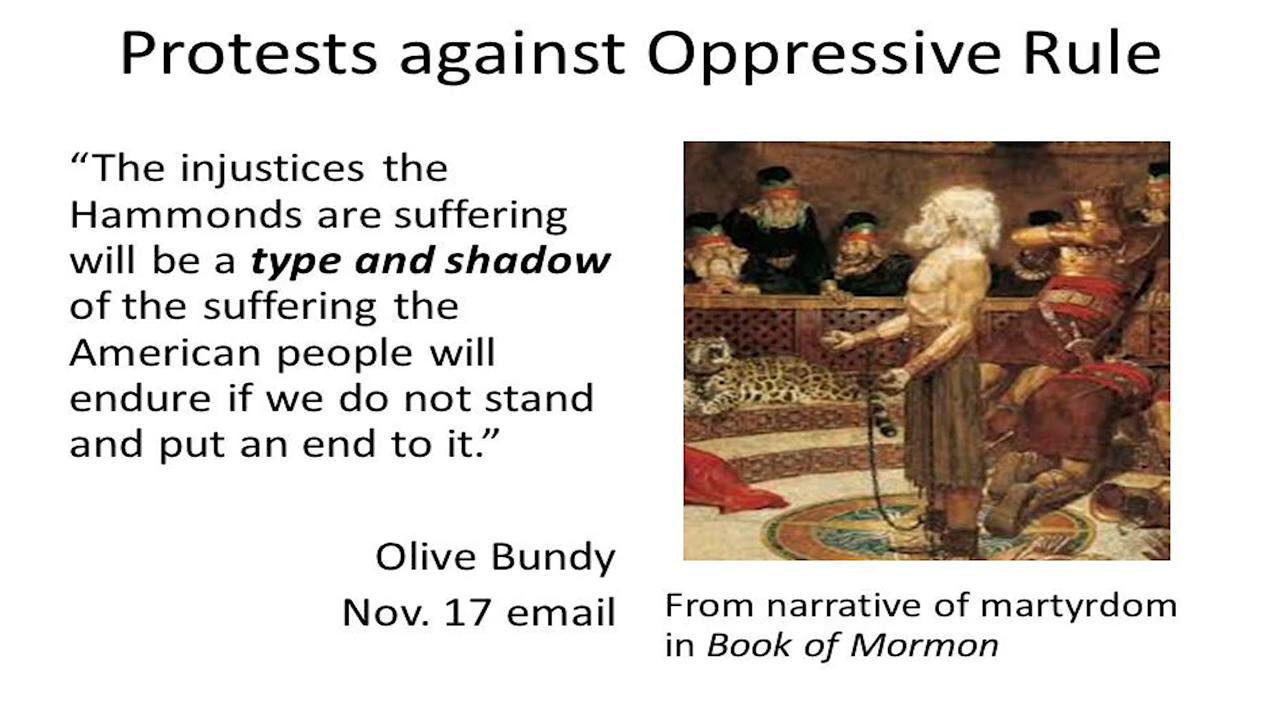 Protests against Oppressive Rule
“The injustices the
Hammonds are suffering
will be a type and shadow
of the suffering the
American people will
endure if we do not stand
and put an end to it.”
Olive Bundy
Nov. 17 email
From narrative of martyrdom
in Book of Mormon